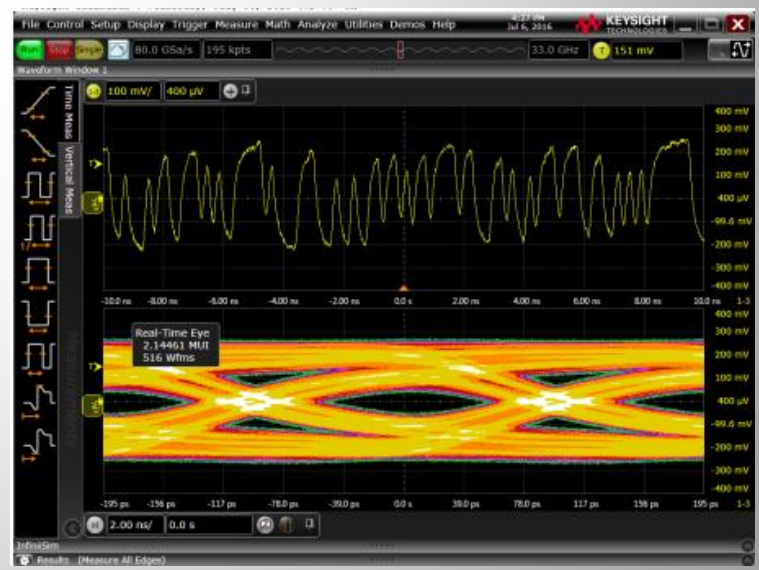 File Control Setup Display Trigger Measure Math Analyze Utilities Demos Help
4:27 PM
Jul 6, 2016
KEYSIGHT
TECHNOLOGIES
Run Stop Single 80.0 GSa/s 195 kpts 33.0 GHz T 151 mV
Waveform Window 1
Time Meas
Vertical Meas
1-3 100 mV/ 400 µV
400 mV
300 mV
200 mV
100 mV
400 µV
-99.6 mV
-200 mV
-300 mV
-400 mV
-10.0 ns -8.00 ns -6.00 ns -4.00 ns -2.00 ns 0.0 s 2.00 ns 4.00 ns 6.00 ns 8.00 ns 10.0 ns 1-3
Real-Time Eye
2.14461 MUI
516 Wfms
400 mV
300 mV
200 mV
100 mV
400 µV
-99.6 mV
-200 mV
-300 mV
-400 mV
-195 ps -156 ps -117 ps -78.0 ps -39.0 ps 0.0 s 39.0 ps 78.0 ps 117 ps 156 ps 195 ps 1-3
H 2.00 ns/ 0.0 s
InfiniiSim
Results (Measure All Edges)